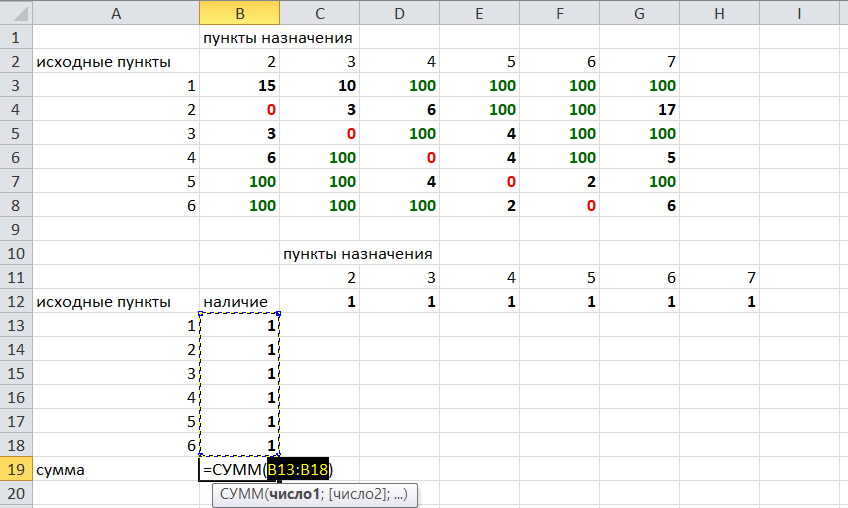 A B C D E F G H I
1 пункты назначения
2 исходные пункты 2 3 4 5 6 7
3 1 15 10 100 100 100 100
4 2 0 3 6 100 100 17
5 3 3 0 100 4 100 100
6 4 6 100 0 4 100 5
7 5 100 100 4 0 2 100
8 6 100 100 100 2 0 6
9
10 пункты назначения
11 2 3 4 5 6 7
12 исходные пункты наличие 1 1 1 1 1 1
13 1 1
14 2 1
15 3 1
16 4 1
17 5 1
18 6 1
19 сумма =СУММ(B13:B18)
20 СУММ(число1; [число2]; ...)